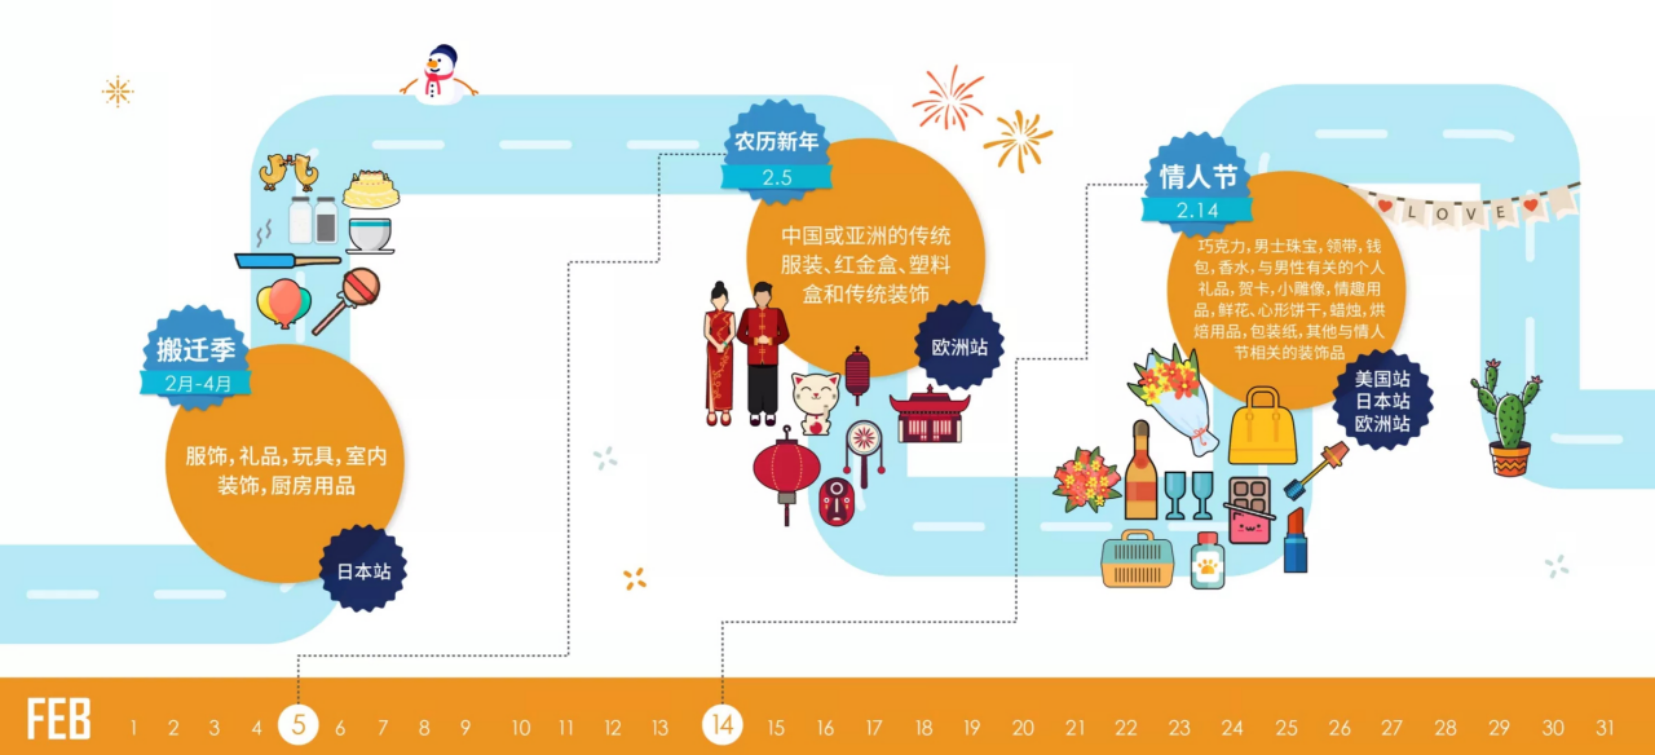 搬迁季
2月-4月
服饰,礼品,玩具,室内
装饰,厨房用品
日本站
农历新年
2.5
中国或亚洲的传统
服装、红金盒、塑料
盒和传统装饰
欧洲站
情人节
2.14
巧克力,男士珠宝,领带,钱
包,香水,与男性有关的个人
礼品,贺卡,小雕像,情趣用
品,鲜花、心形饼干,蜡烛,烘
焙用品,包装纸,其他与情人
节相关的装饰品
美国站
日本站
欧洲站
LOVE
FEB 1 2 3 4 5 6 7 8 9 10 11 12 13 14 15 16 17 18 19 20 21 22 23 24 25 26 27 28 29 30 31